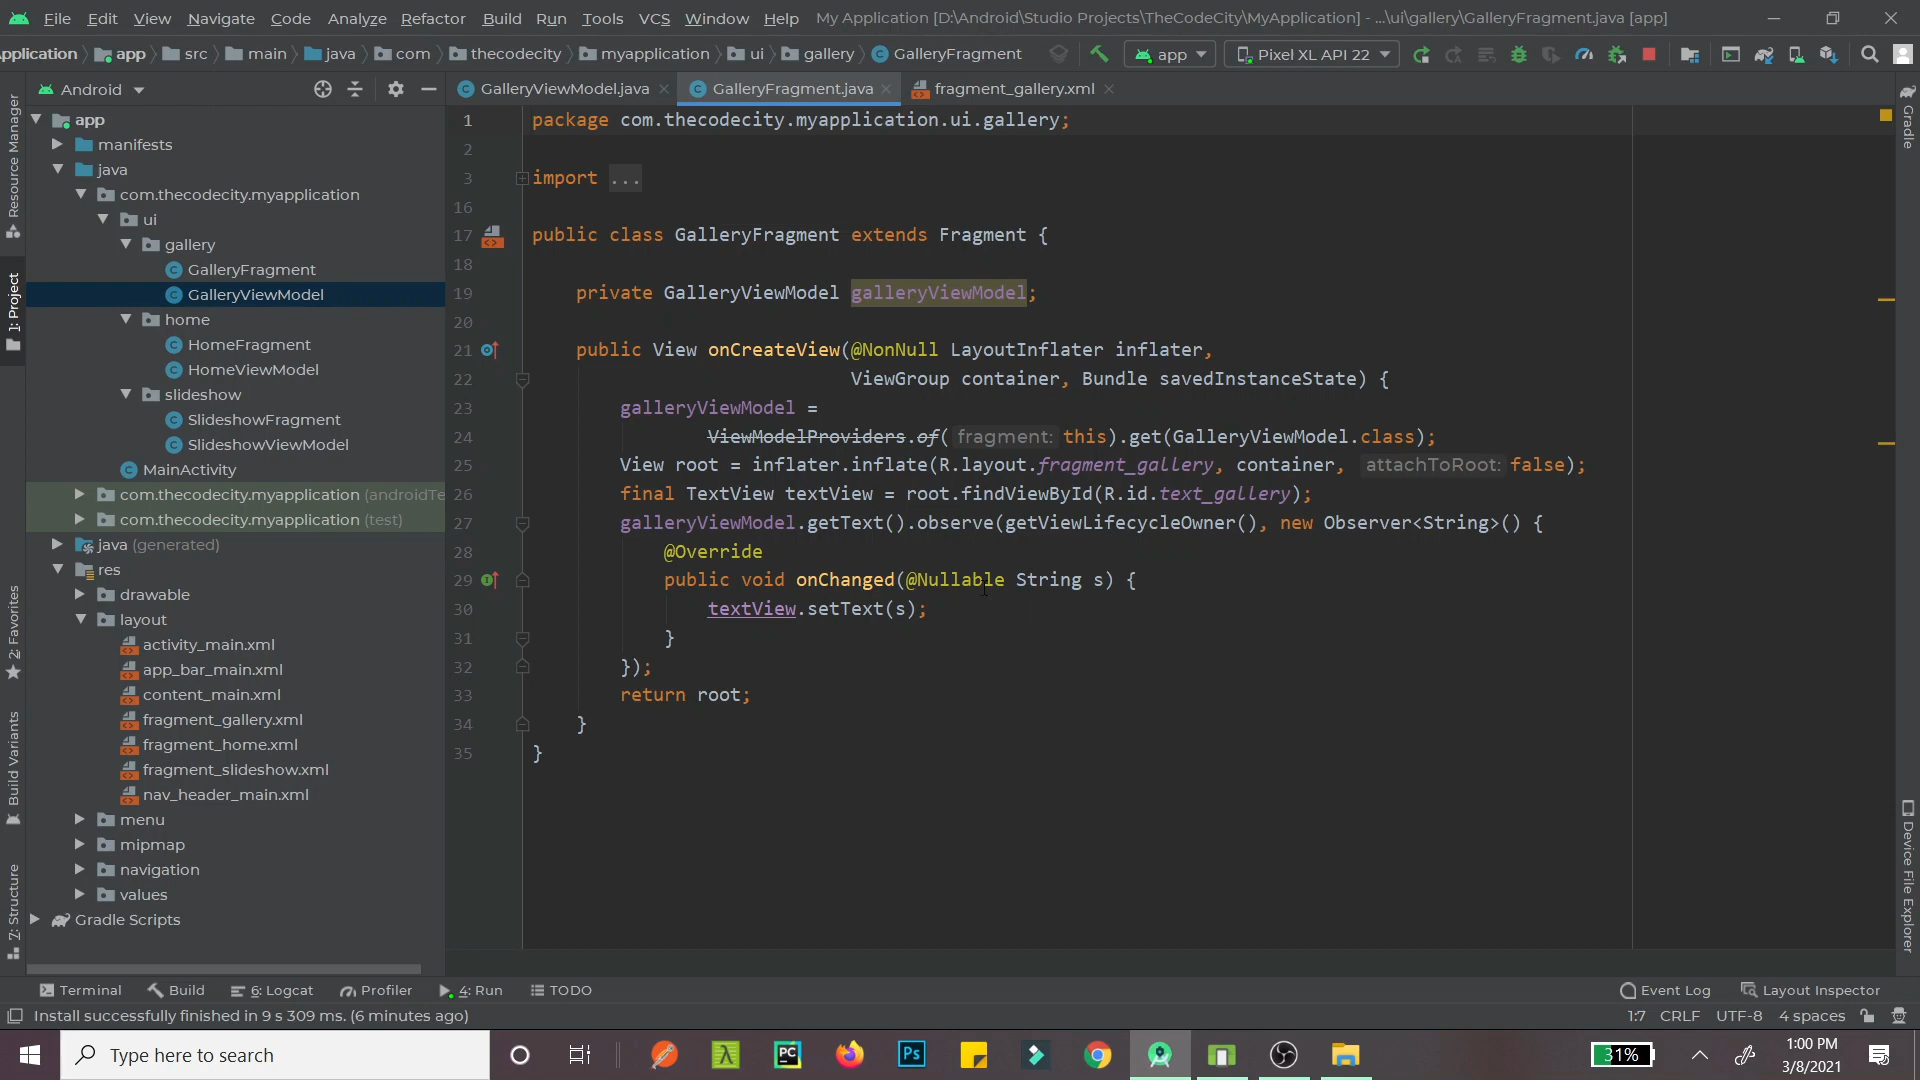 File Edit View Navigate Code Analyze Refactor Build Run Tools VCS Window Help My Application [D:\Android\Studio Projects\TheCodeCity\MyApplication] - ...\ui\gallery\GalleryFragment.java [app]
pplication app src main java com thecodecity myapplication ui gallery GalleryFragment app Pixel XL API 22
Android GalleryViewModel.java GalleryFragment.java fragment_gallery.xml
Resource Manager
1: Project
2: Favorites
Build Variants
7: Structure
app
manifests
java
com.thecodecity.myapplication
ui
gallery
GalleryFragment
GalleryViewModel
home
HomeFragment
HomeViewModel
slideshow
SlideshowFragment
SlideshowViewModel
MainActivity
com.thecodecity.myapplication (androidTe
com.thecodecity.myapplication (test)
java (generated)
res
drawable
layout
activity_main.xml
app_bar_main.xml
content_main.xml
fragment_gallery.xml
fragment_home.xml
fragment_slideshow.xml
nav_header_main.xml
menu
mipmap
navigation
values
Gradle Scripts
1 package com.thecodecity.myapplication.ui.gallery;
2
3 import ...
16
17 public class GalleryFragment extends Fragment {
18
19 private GalleryViewModel galleryViewModel;
20
21 public View onCreateView(@NonNull LayoutInflater inflater,
22 ViewGroup container, Bundle savedInstanceState) {
23 galleryViewModel =
24 ViewModelProviders.of( fragment: this).get(GalleryViewModel.class);
25 View root = inflater.inflate(R.layout.fragment_gallery, container, attachToRoot: false);
26 final TextView textView = root.findViewById(R.id.text_gallery);
27 galleryViewModel.getText().observe(getViewLifecycleOwner(), new Observer<String>() {
28 @Override
29 public void onChanged(@Nullable String s) {
30 textView.setText(s);
31 }
32 });
33 return root;
34 }
35 }
Gradle
Device File Explorer
Terminal Build 6: Logcat Profiler 4: Run TODO Event Log Layout Inspector
Install successfully finished in 9 s 309 ms. (6 minutes ago) 1:7 CRLF UTF-8 4 spaces
Type here to search PC Ps 31% 1:00 PM
3/8/2021